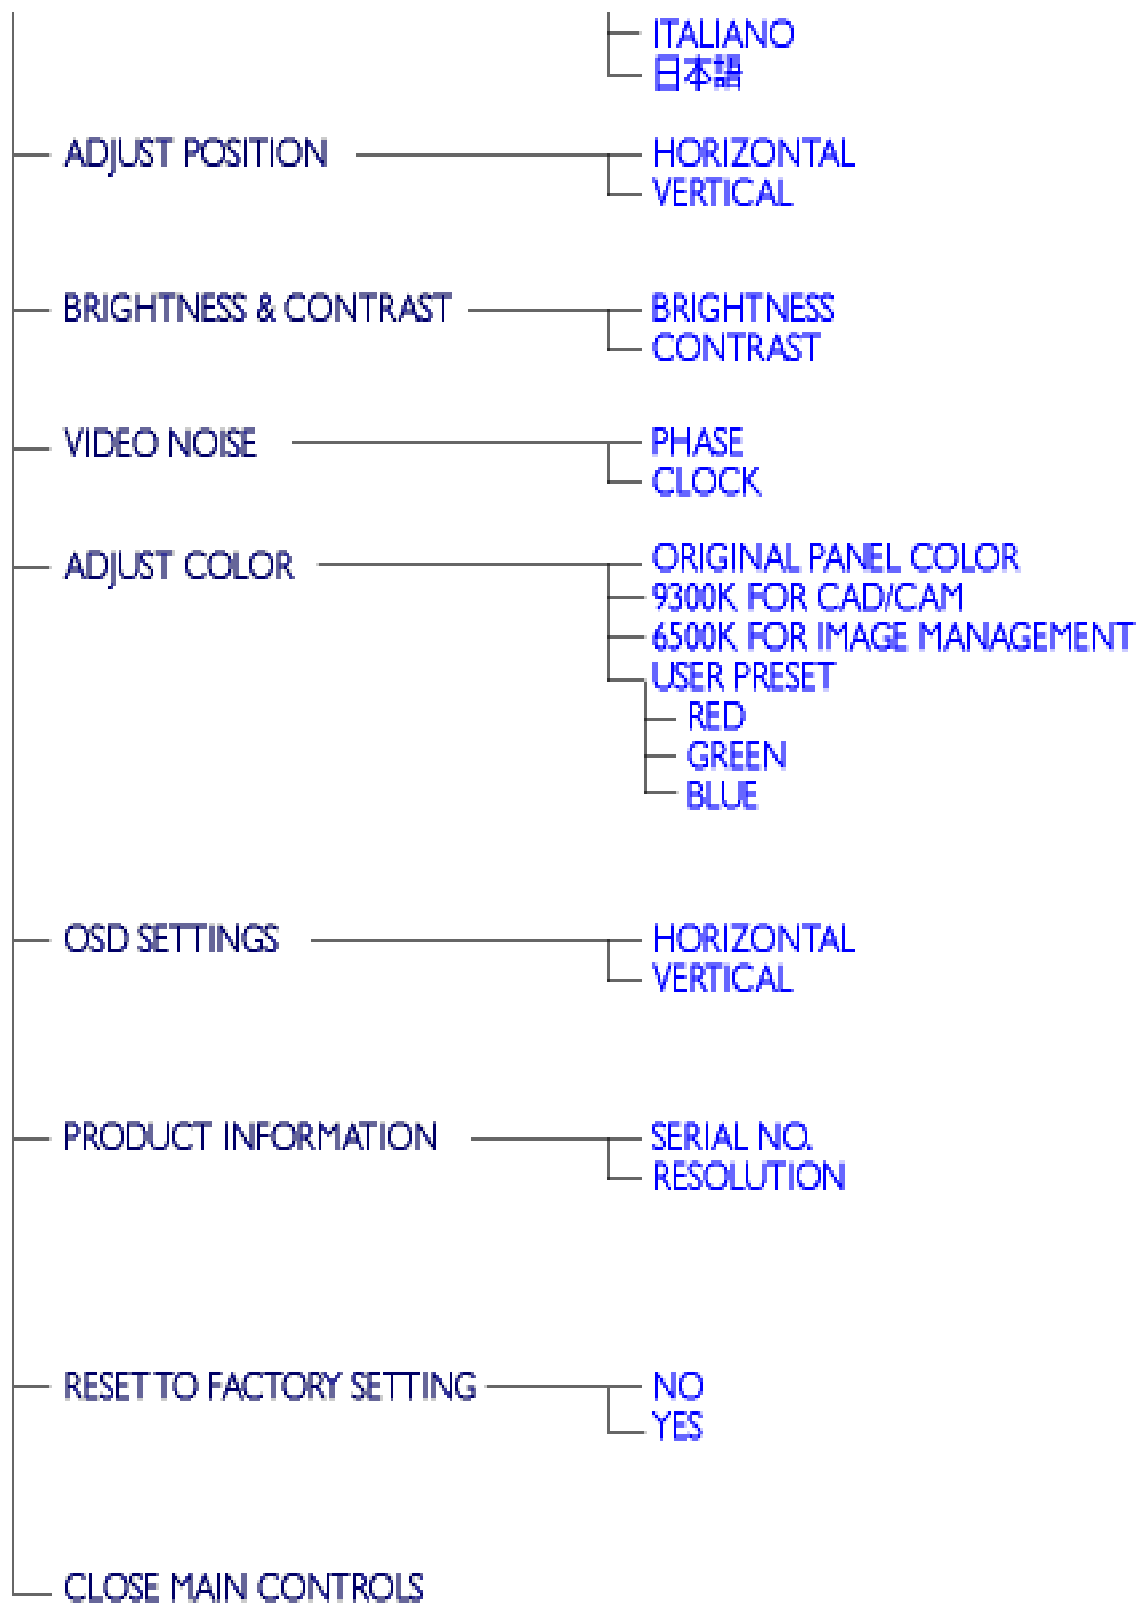 ITALIANO
日本語
ADJUST POSITION HORIZONTAL
VERTICAL
BRIGHTNESS & CONTRAST BRIGHTNESS
CONTRAST
VIDEO NOISE PHASE
CLOCK
ADJUST COLOR ORIGINAL PANEL COLOR
9300K FOR CAD/CAM
6500K FOR IMAGE MANAGEMENT
USER PRESET
RED
GREEN
BLUE
OSD SETTINGS HORIZONTAL
VERTICAL
PRODUCT INFORMATION SERIAL NO.
RESOLUTION
RESET TO FACTORY SETTING NO
YES
CLOSE MAIN CONTROLS